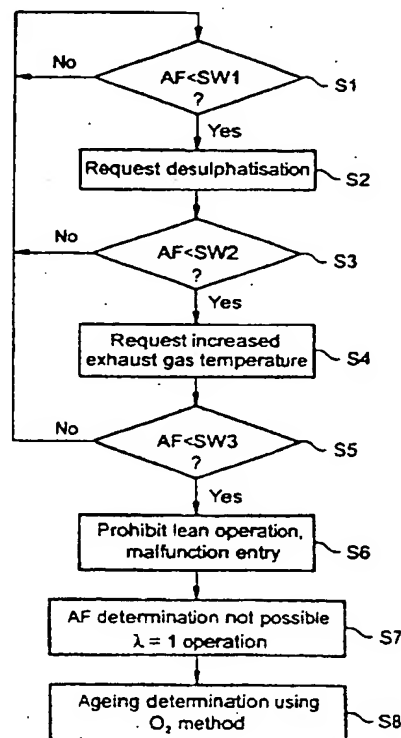 AF<SW1
?
S1
No
Yes
Request desulphatisation
S2
AF<SW2
?
S3
No
Yes
Request increased
exhaust gas temperature
S4
AF<SW3
?
S5
No
Yes
Prohibit lean operation,
malfunction entry
S6
AF determination not possible
λ = 1 operation
S7
Ageing determination using
O₂ method
S8